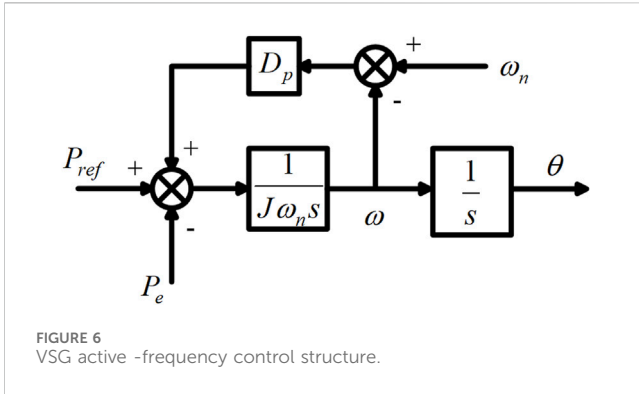 D_p
+
ω_n
-
P_ref
+
+
1
Jω_n s
1
s
θ
-
ω
P_e
FIGURE 6
VSG active -frequency control structure.